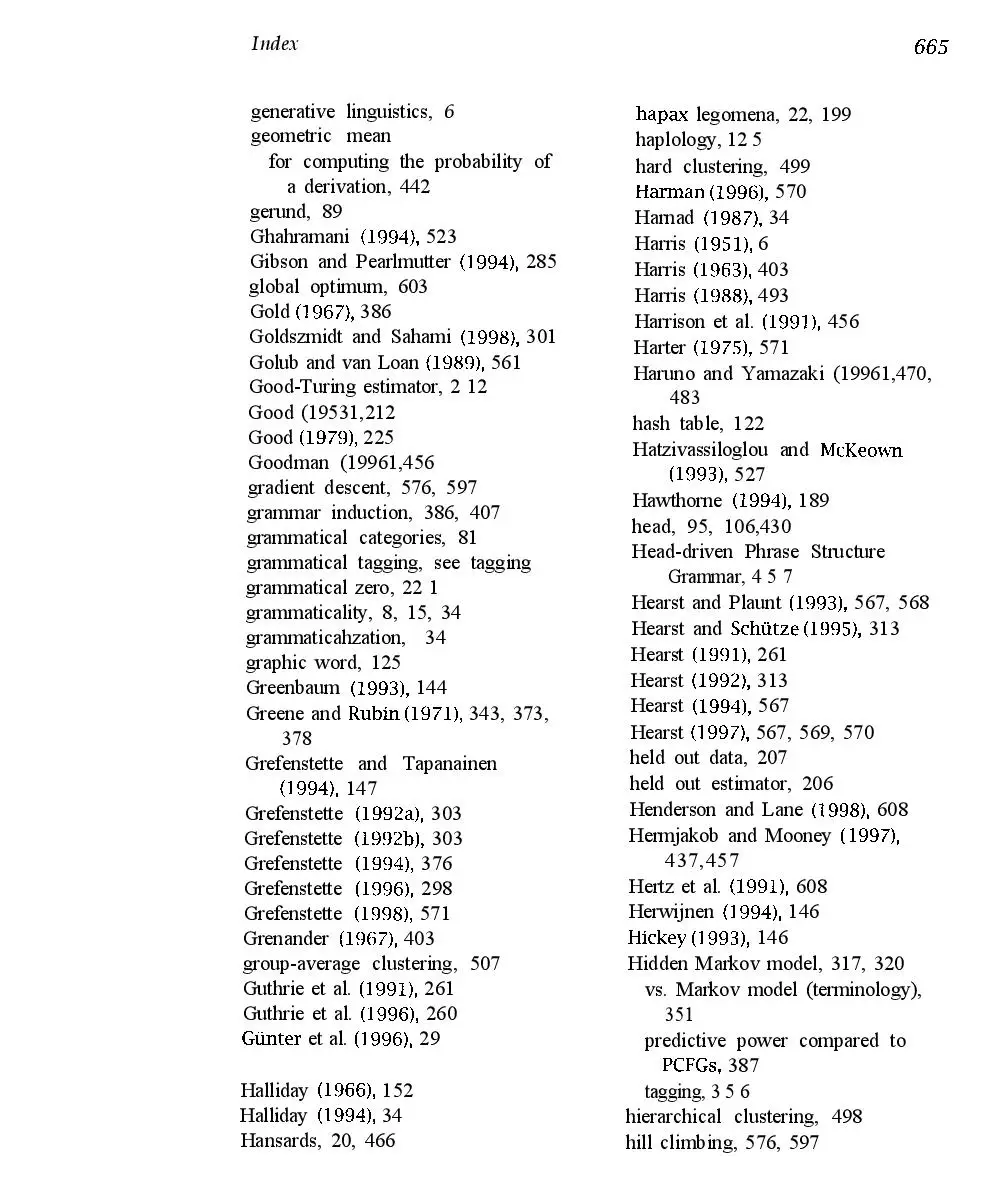 Index
665
generative linguistics, 6
geometric mean
for computing the probability of
a derivation, 442
gerund, 89
Ghahramani (1994), 523
Gibson and Pearlmutter (1994), 285
global optimum, 603
Gold (1967), 386
Goldszmidt and Sahami (1998), 301
Golub and van Loan (1989), 561
Good-Turing estimator, 2 12
Good (19531,212
Good (1979), 225
Goodman (19961,456
gradient descent, 576, 597
grammar induction, 386, 407
grammatical categories, 81
grammatical tagging, see tagging
grammatical zero, 22 1
grammaticality, 8, 15, 34
grammaticahzation, 34
graphic word, 125
Greenbaum (1993), 144
Greene and Rubin (1971), 343, 373,
378
Grefenstette and Tapanainen
(1994), 147
Grefenstette (1992a), 303
Grefenstette (1992b), 303
Grefenstette (1994), 376
Grefenstette (1996), 298
Grefenstette (1998), 571
Grenander (1967), 403
group-average clustering, 507
Guthrie et al. (1991), 261
Guthrie et al. (1996), 260
Günter et al. (1996), 29
Halliday (1966), 152
Halliday (1994), 34
Hansards, 20, 466
hapax legomena, 22, 199
haplology, 12 5
hard clustering, 499
Harman (1996), 570
Hamad (1987), 34
Harris (1951), 6
Harris (1963), 403
Harris (1988), 493
Harrison et al. (1991), 456
Harter (1975), 571
Haruno and Yamazaki (19961,470,
483
hash table, 122
Hatzivassiloglou and McKeown
(1993), 527
Hawthorne (1994), 189
head, 95, 106,430
Head-driven Phrase Structure
Grammar, 4 5 7
Hearst and Plaunt (1993), 567, 568
Hearst and Schütze (1995), 313
Hearst (1991), 261
Hearst (1992), 313
Hearst (1994), 567
Hearst (1997), 567, 569, 570
held out data, 207
held out estimator, 206
Henderson and Lane (1998), 608
Hermjakob and Mooney (1997),
437,457
Hertz et al. (1991), 608
Herwijnen (1994), 146
Hickey (1993), 146
Hidden Markov model, 317, 320
vs. Markov model (terminology),
351
predictive power compared to
PCFGs, 387
tagging, 3 5 6
hierarchical clustering, 498
hill climbing, 576, 597